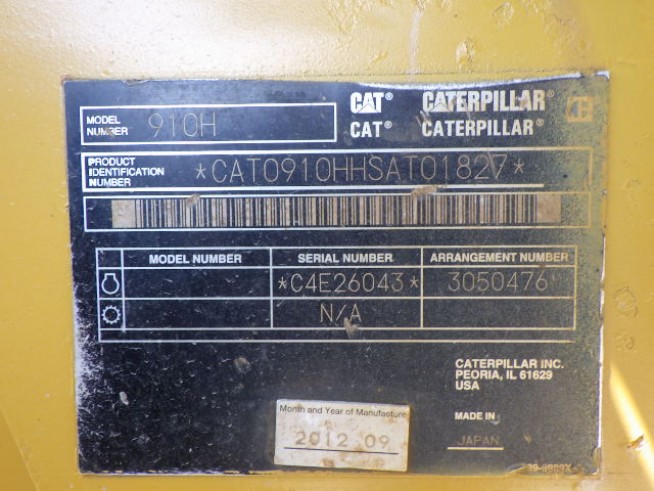 MODEL NUMBER 910H
CAT® CATERPILLAR®
CAT® CATERPILLAR®
PRODUCT IDENTIFICATION NUMBER *CAT0910HHSAT01827*
MODEL NUMBER SERIAL NUMBER ARRANGEMENT NUMBER
*C4E26043* 3050476
N/A
CATERPILLAR INC.
PEORIA, IL 61629
USA
Month and Year of Manufacture
2012 09
MADE IN
JAPAN